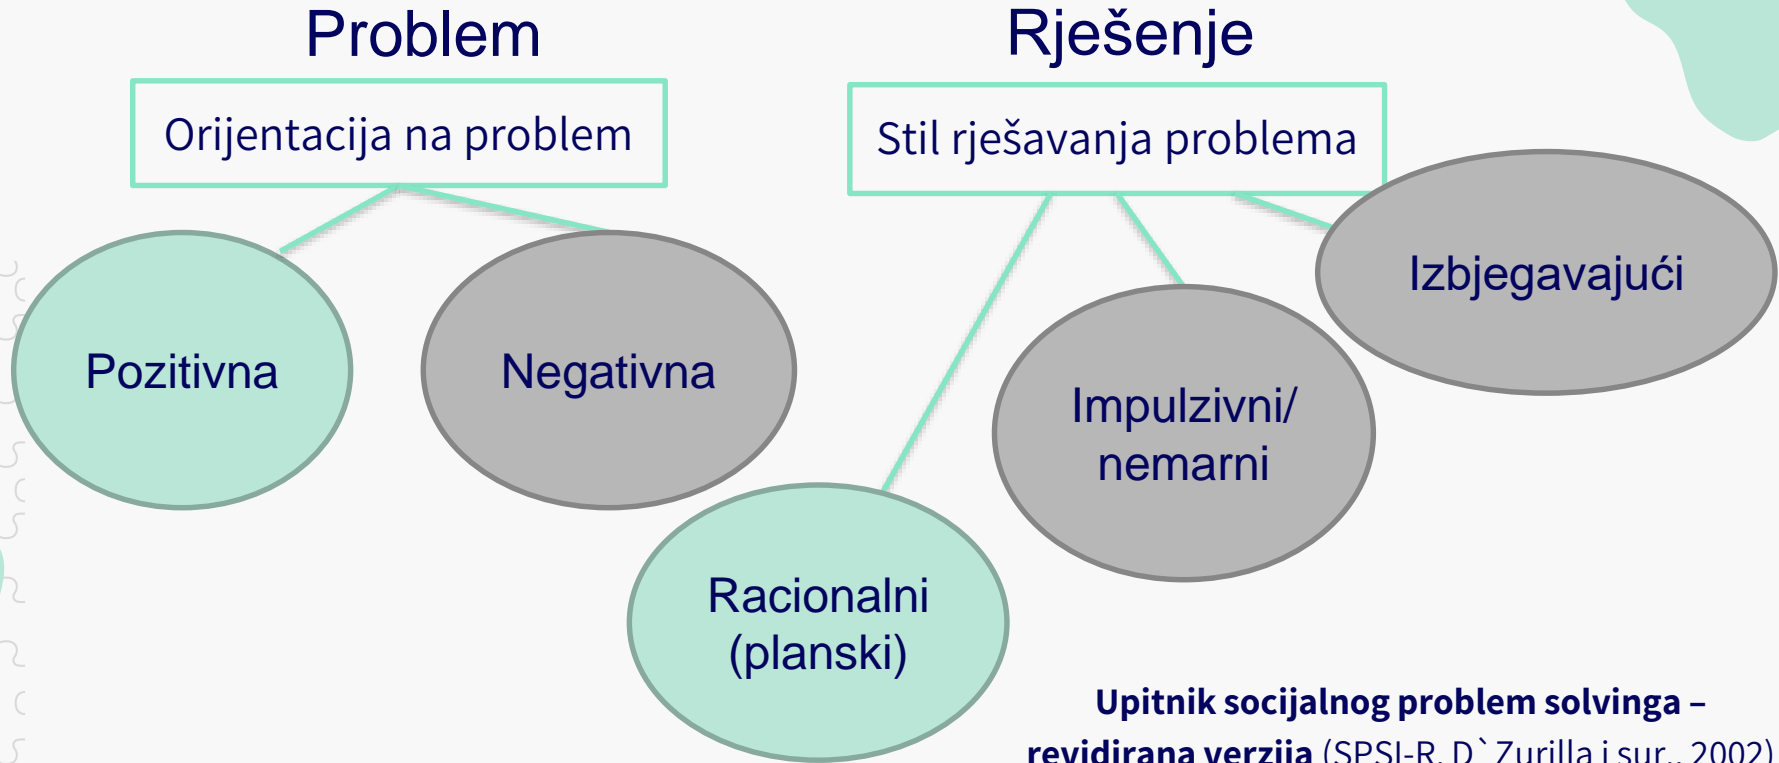 Problem
Orijentacija na problem
Pozitivna
Negativna
Rješenje
Stil rješavanja problema
Racionalni
(planski)
Impulzivni/
nemarni
Izbjegavajući
Upitnik socijalnog problem solvinga –
revidirana verzija (SPSI-R, D`Zurilla i sur., 2002)